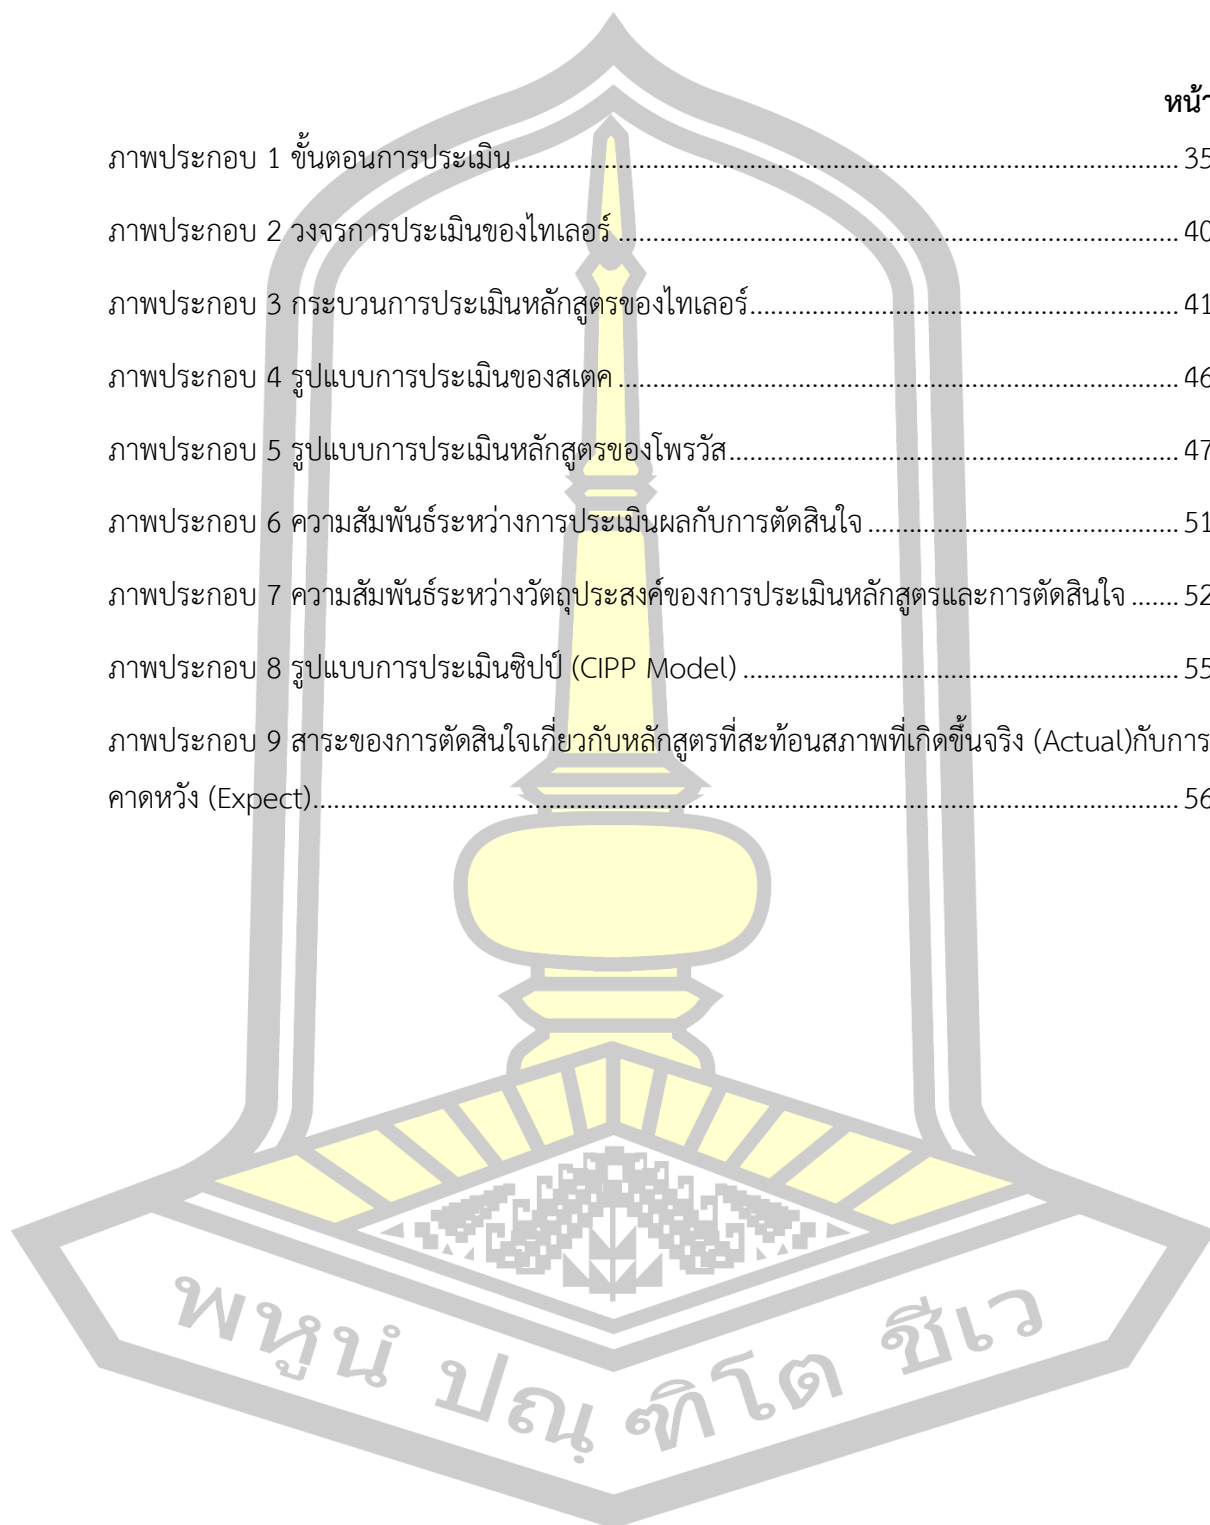 หน้า
ภาพประกอบ 1 ขั้นตอนการประเมิน........................................................................................ 35
ภาพประกอบ 2 วงจรการประเมินของไทเลอร์ .......................................................................... 40
ภาพประกอบ 3 กระบวนการประเมินหลักสูตรของไทเลอร์......................................................... 41
ภาพประกอบ 4 รูปแบบการประเมินของสเตค .......................................................................... 46
ภาพประกอบ 5 รูปแบบการประเมินหลักสูตรของโพรวัส............................................................ 47
ภาพประกอบ 6 ความสัมพันธ์ระหว่างการประเมินผลกับการตัดสินใจ ......................................... 51
ภาพประกอบ 7 ความสัมพันธ์ระหว่างวัตถุประสงค์ของการประเมินหลักสูตรและการตัดสินใจ ....... 52
ภาพประกอบ 8 รูปแบบการประเมินซิปป์ (CIPP Model) .......................................................... 55
ภาพประกอบ 9 สาระของการตัดสินใจเกี่ยวกับหลักสูตรที่สะท้อนสภาพที่เกิดขึ้นจริง (Actual)กับการ
คาดหวัง (Expect)................................................................................................................... 56
พหูนํ ปณฺฑิโต ชีเว